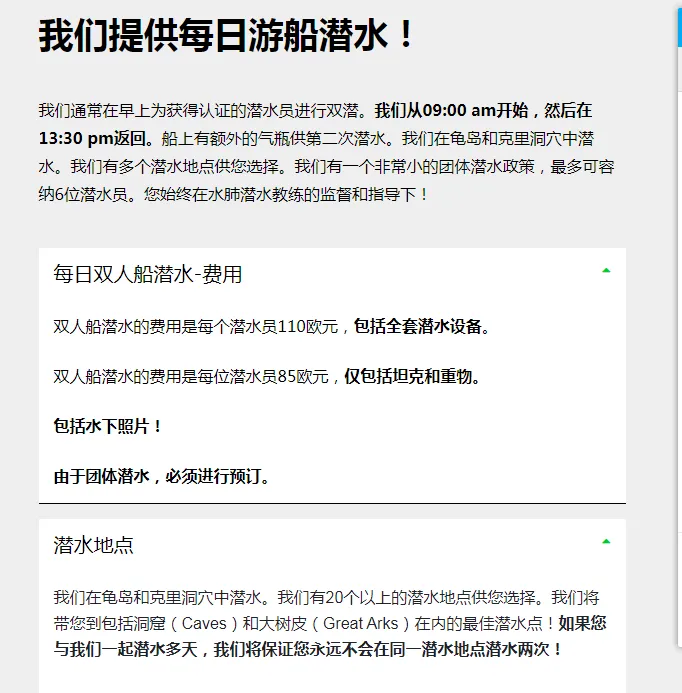 我们提供每日游船潜水！
我们通常在早上为获得认证的潜水员进行双潜。我们从09:00 am开始，然后在
13:30 pm返回。船上有额外的气瓶供第二次潜水。我们在龟岛和克里洞穴中潜
水。我们有多个潜水地点供您选择。我们有一个非常小的团体潜水政策，最多可容
纳6位潜水员。您始终在水肺潜水教练的监督和指导下！
每日双人船潜水-费用
双人船潜水的费用是每个潜水员110欧元，包括全套潜水设备。
双人船潜水的费用是每位潜水员85欧元，仅包括坦克和重物。
包括水下照片！
由于团体潜水，必须进行预订。
潜水地点
我们在龟岛和克里洞穴中潜水。我们有20个以上的潜水地点供您选择。我们将
带您到包括洞窟（Caves）和大树皮（Great Arks）在内的最佳潜水点！如果您
与我们一起潜水多天，我们将保证您永远不会在同一潜水地点潜水两次！